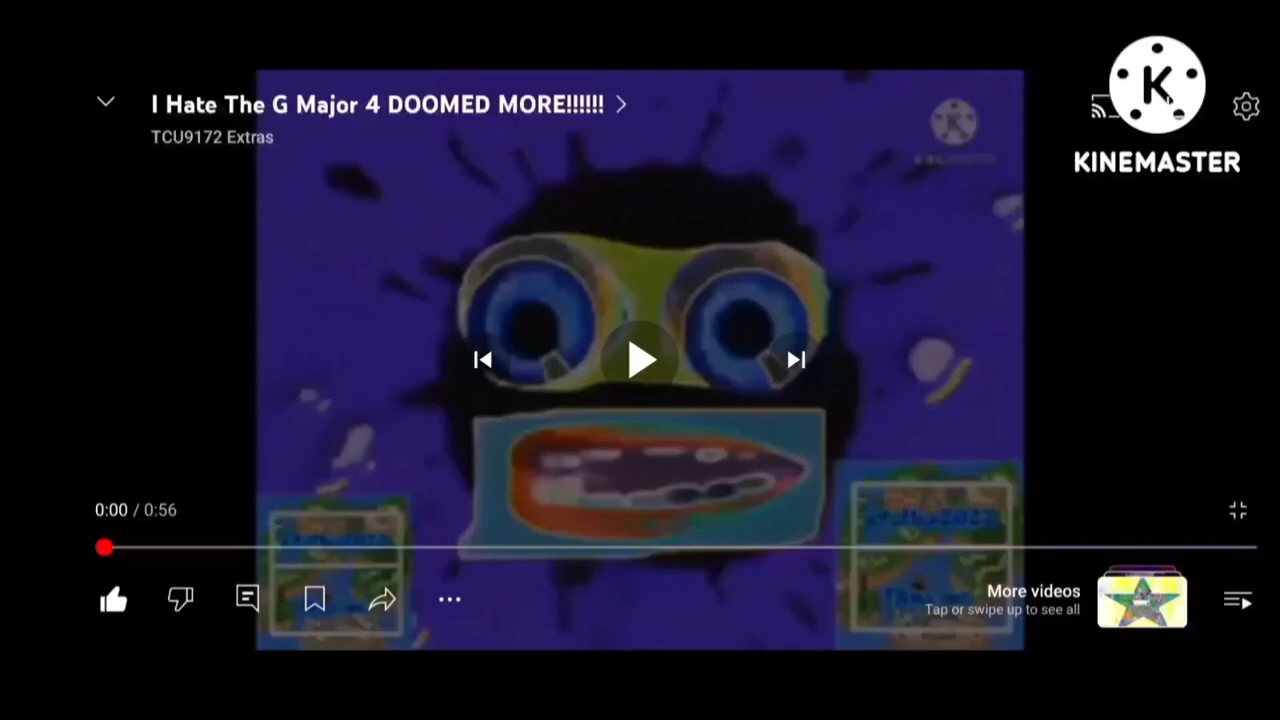 I Hate The G Major 4 DOOMED MORE!!!!!!
TCU9172 Extras
K
KINEMASTER
0:00 / 0:56
More videos
Tap or swipe up to see all